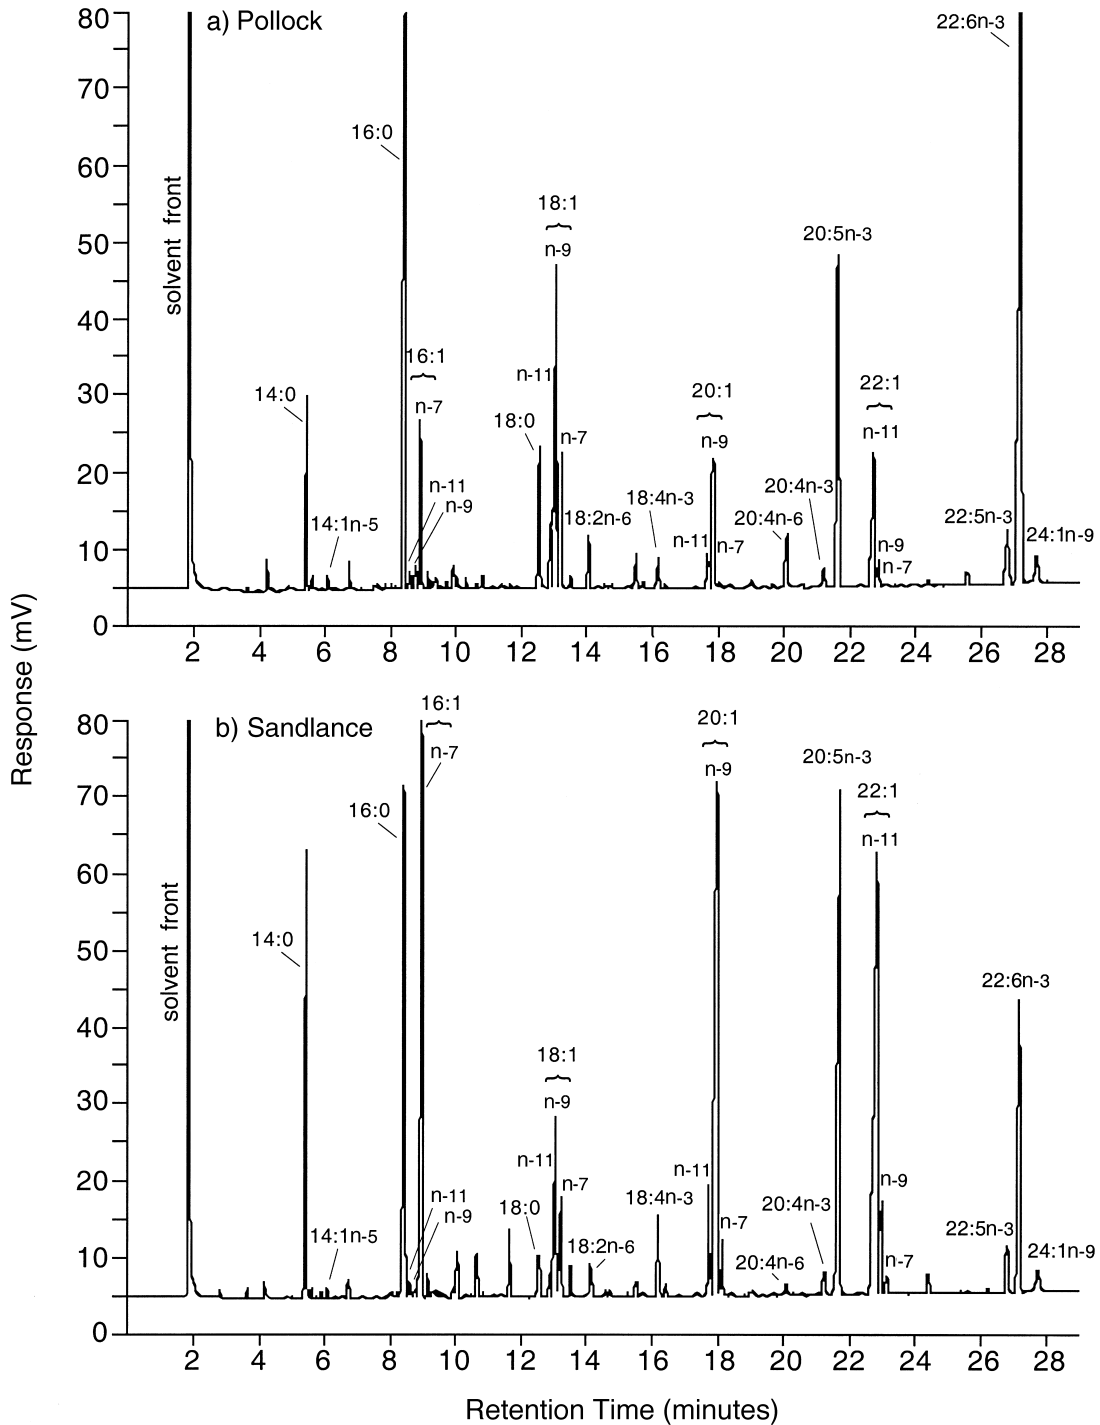 a) Pollock
80
70
60
50
40
30
20
10
0
solvent front
14:0
14:1n-5
16:0
16:1
n-7
n-11
n-9
18:0
18:1
n-9
n-11
n-7
18:2n-6
18:4n-3
20:1
n-9
n-11
n-7
20:4n-6
20:4n-3
20:5n-3
22:1
n-11
n-9
n-7
22:5n-3
22:6n-3
24:1n-9
2 4 6 8 10 12 14 16 18 20 22 24 26 28
Response (mV)
b) Sandlance
80
70
60
50
40
30
20
10
0
solvent front
14:0
14:1n-5
16:0
16:1
n-7
n-11
n-9
18:0
18:1
n-9
n-11
n-7
18:2n-6
18:4n-3
20:1
n-9
n-11
n-7
20:4n-6
20:4n-3
20:5n-3
22:1
n-11
n-9
n-7
22:5n-3
22:6n-3
24:1n-9
2 4 6 8 10 12 14 16 18 20 22 24 26 28
Retention Time (minutes)